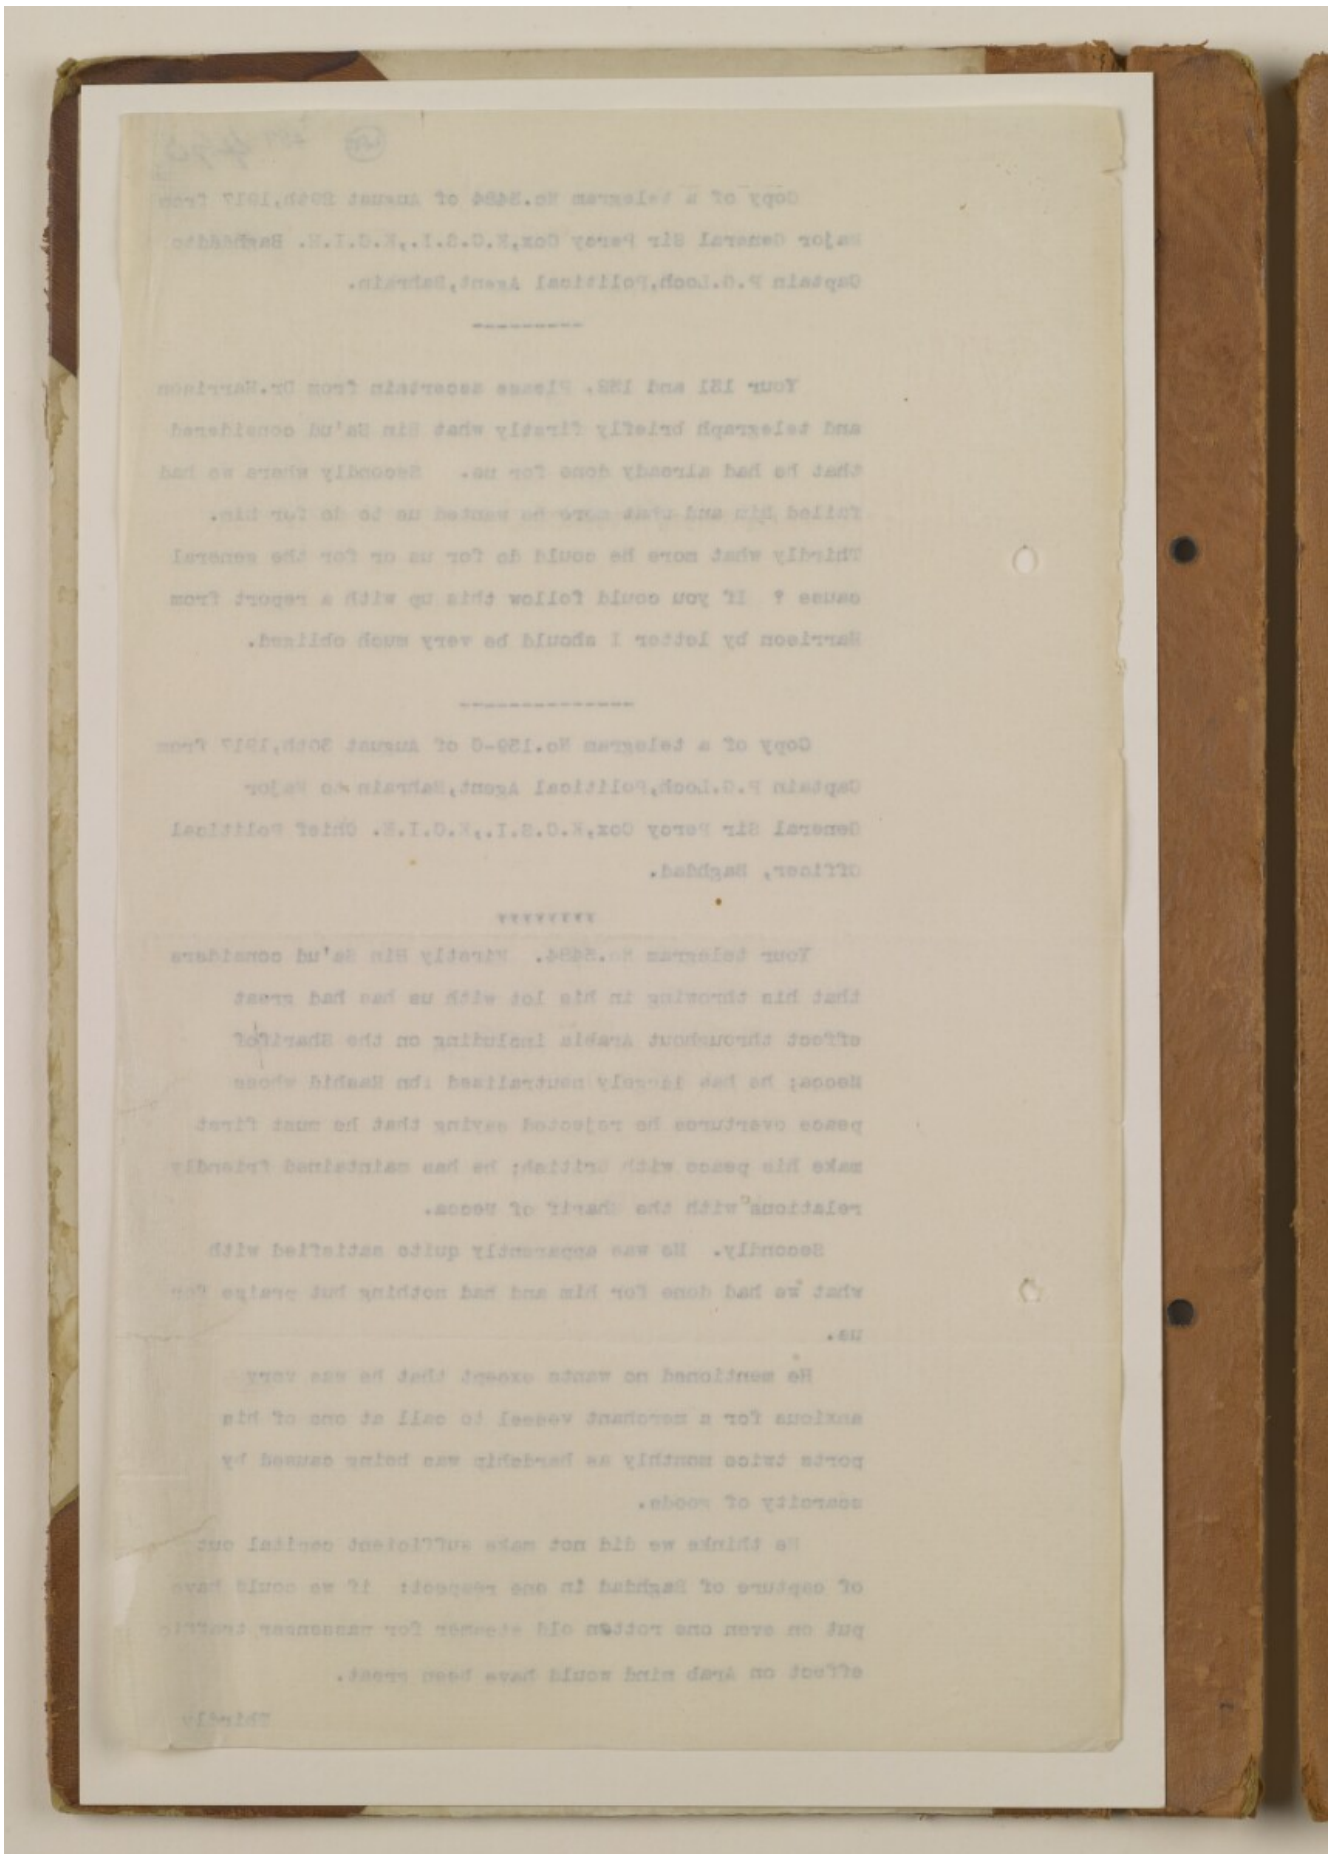 Copy of a telegram No.3494 of August 29th,1917 from
Major General Sir Percy Cox,K.C.S.I.,K.C.I.E. Baghdad to
Captain P.G.Loch,Political Agent,Bahrain.
---------
Your 131 and 132. Please ascertain from Dr.Harrison
and telegraph briefly firstly what Bin Sa'ud considered
that he had already done for us. Secondly where we had
failed him and what more he wanted us to do for him.
Thirdly what more he could do for us or for the general
cause ? If you could follow this up with a report from
Harrison by letter I should be very much obliged.
--------------
Copy of a telegram No.139-C of August 30th,1917 from
Captain P.G.Loch,Political Agent,Bahrain to Major
General Sir Percy Cox,K.C.S.I.,K.C.I.E. Chief Political
Officer, Baghdad.
Your telegram No.3494. Firstly Bin Sa'ud considers
that his throwing in his lot with us has had great
effect throughout Arabia including on the Sharif of
Mecca; he has largely neutralised Ibn Rashid whose
peace overtures he rejected saying that he must first
make his peace with British; he has maintained friendly
relations with the Sharif of Mecca.
Secondly. He was apparently quite satisfied with
what we had done for him and had nothing but praise for
us.
He mentioned no wants except that he was very
anxious for a merchant vessel to call at one of his
ports twice monthly as hardship was being caused by
scarcity of goods.
He thinks we did not make sufficient capital out
of capture of Baghdad in one respect: if we could have
put on even one rotten old steamer for passenger traffic
effect on Arab mind would have been great.
Thirdly